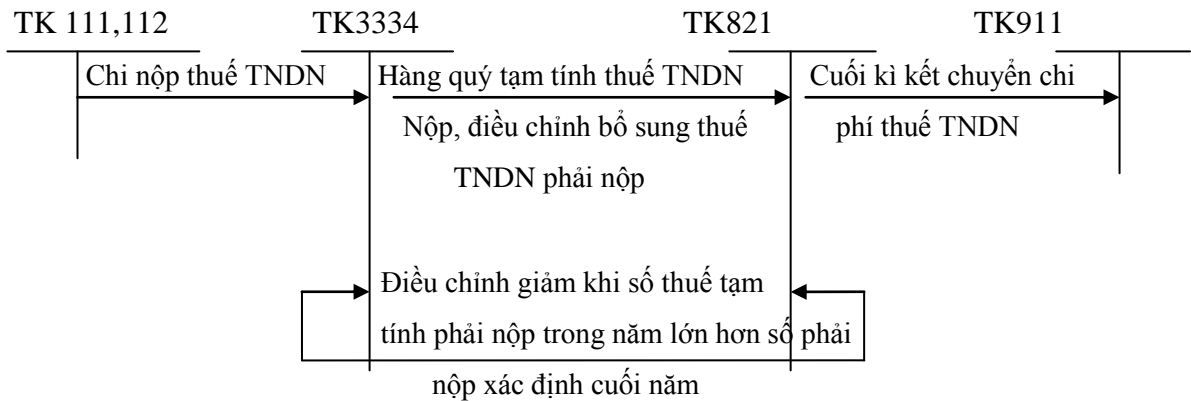 TK 111,112 TK3334 TK821 TK911
Chi nộp thuế TNDN Hàng quý tạm tính thuế TNDN Cuối kì kết chuyển chi
Nộp, điều chỉnh bổ sung thuế phí thuế TNDN
TNDN phải nộp
Điều chỉnh giảm khi số thuế tạm
tính phải nộp trong năm lớn hơn số phải
nộp xác định cuối năm